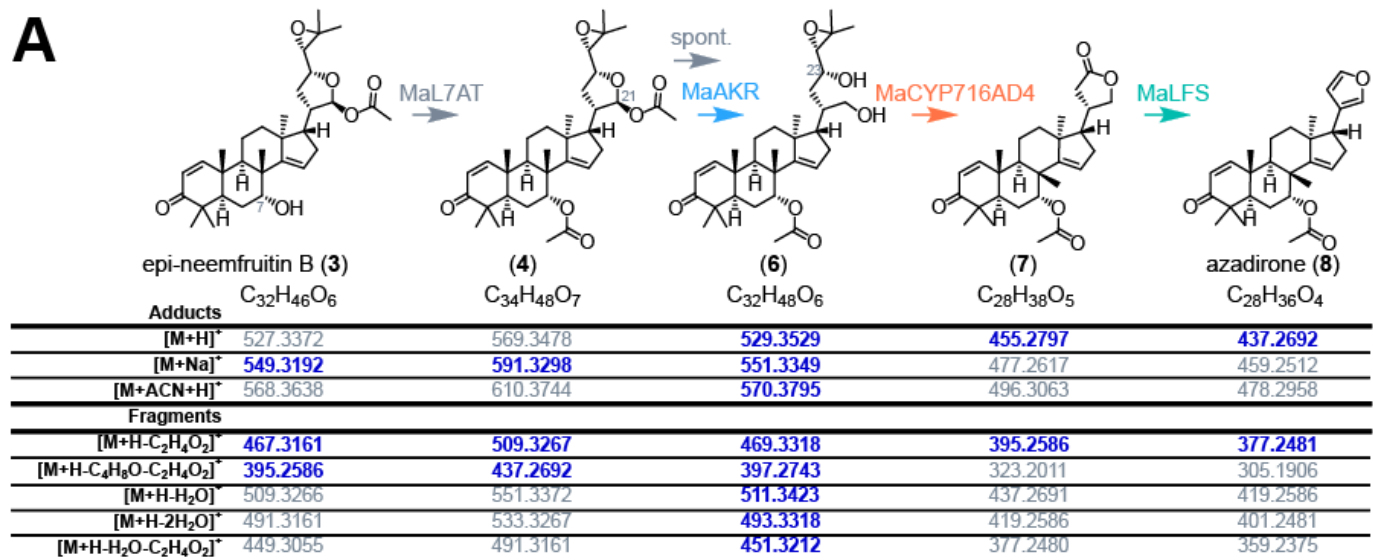 A
spont.
MaL7AT
MaAKR
MaCYP716AD4
MaLFS
O
O
O
O
7
OH
O
O
O
O
21
O
O
O
O
O
23
OH
OH
O
O
O
O
O
O
O
O
O
O
O
O
epi-neemfruitin B (3) (4) (6) (7) azadirone (8)
C32H46O6 C34H48O7 C32H48O6 C28H38O5 C28H36O4
Adducts
[M+H]+ 527.3372 569.3478 529.3529 455.2797 437.2692
[M+Na]+ 549.3192 591.3298 551.3349 477.2617 459.2512
[M+ACN+H]+ 568.3638 610.3744 570.3795 496.3063 478.2958
Fragments
[M+H-C2H4O2]+ 467.3161 509.3267 469.3318 395.2586 377.2481
[M+H-C4H8O-C2H4O2]+ 395.2586 437.2692 397.2743 323.2011 305.1906
[M+H-H2O]+ 509.3266 551.3372 511.3423 437.2691 419.2586
[M+H-2H2O]+ 491.3161 533.3267 493.3318 419.2586 401.2481
[M+H-H2O-C2H4O2]+ 449.3055 491.3161 451.3212 377.2480 359.2375